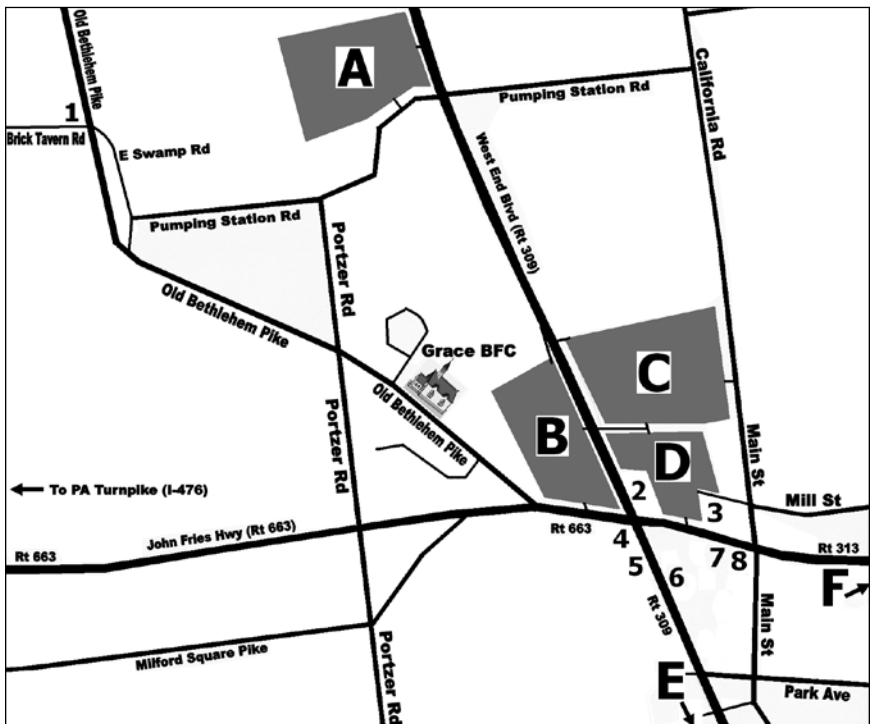 Old Bethlehem Pike
A
California Rd
Pumping Station Rd
1
Brick Tavern Rd
E Swamp Rd
West End Blvd (Rt 309)
Pumping Station Rd
Portzer Rd
Old Bethlehem Pike
Grace BFC
C
Old Bethlehem Pike
Portzer Rd
B
D
Main St
To PA Turnpike (I-476)
2
3
Mill St
John Fries Hwy (Rt 663)
Rt 663
4
Rt 663
5
7
8
Rt 313
6
F
Rt 309
Main St
Milford Square Pike
Portzer Rd
E
Park Ave